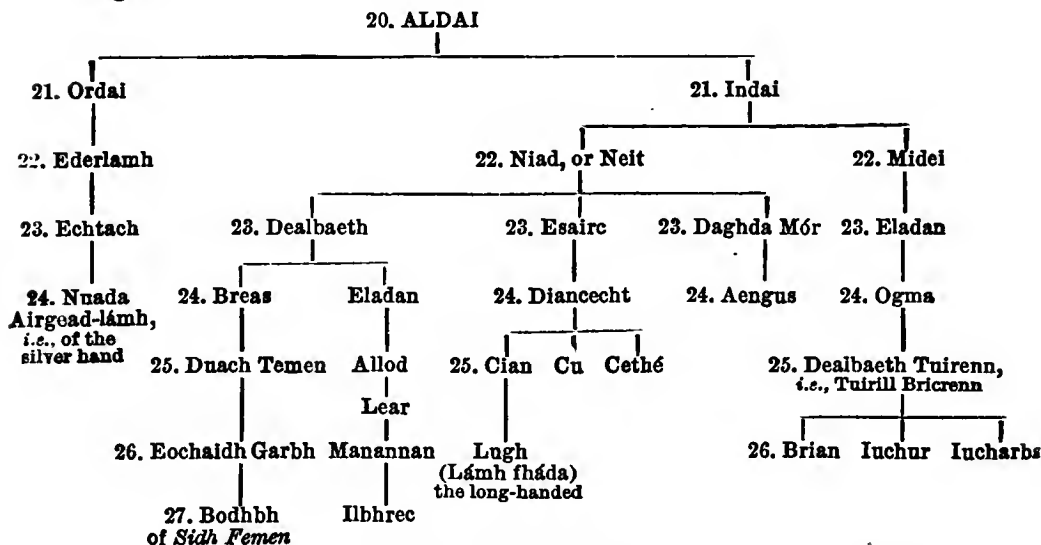 20. ALDAI
21. Ordai 21. Indai
22. Ederlamh 22. Niad, or Neit 22. Midei
23. Echtach 23. Dealbaeth 23. Esairc 23. Daghda Mór 23. Eladan
24. Nuada 24. Breas Eladan 24. Diancecht 24. Aengus 24. Ogma
Airgead-lámh,
i.e., of the
silver hand
25. Duach Temen Allod 25. Cian Cu Cethé 25. Dealbaeth Tuirenn,
i.e., Tuirill Bricrenn
Lear
26. Eochaidh Garbh Manannan Lugh 26. Brian Iuchur Iucharba
(Lámh fháda)
the long-handed
27. Bodhbh Ilbhrec
of Sidh Femen